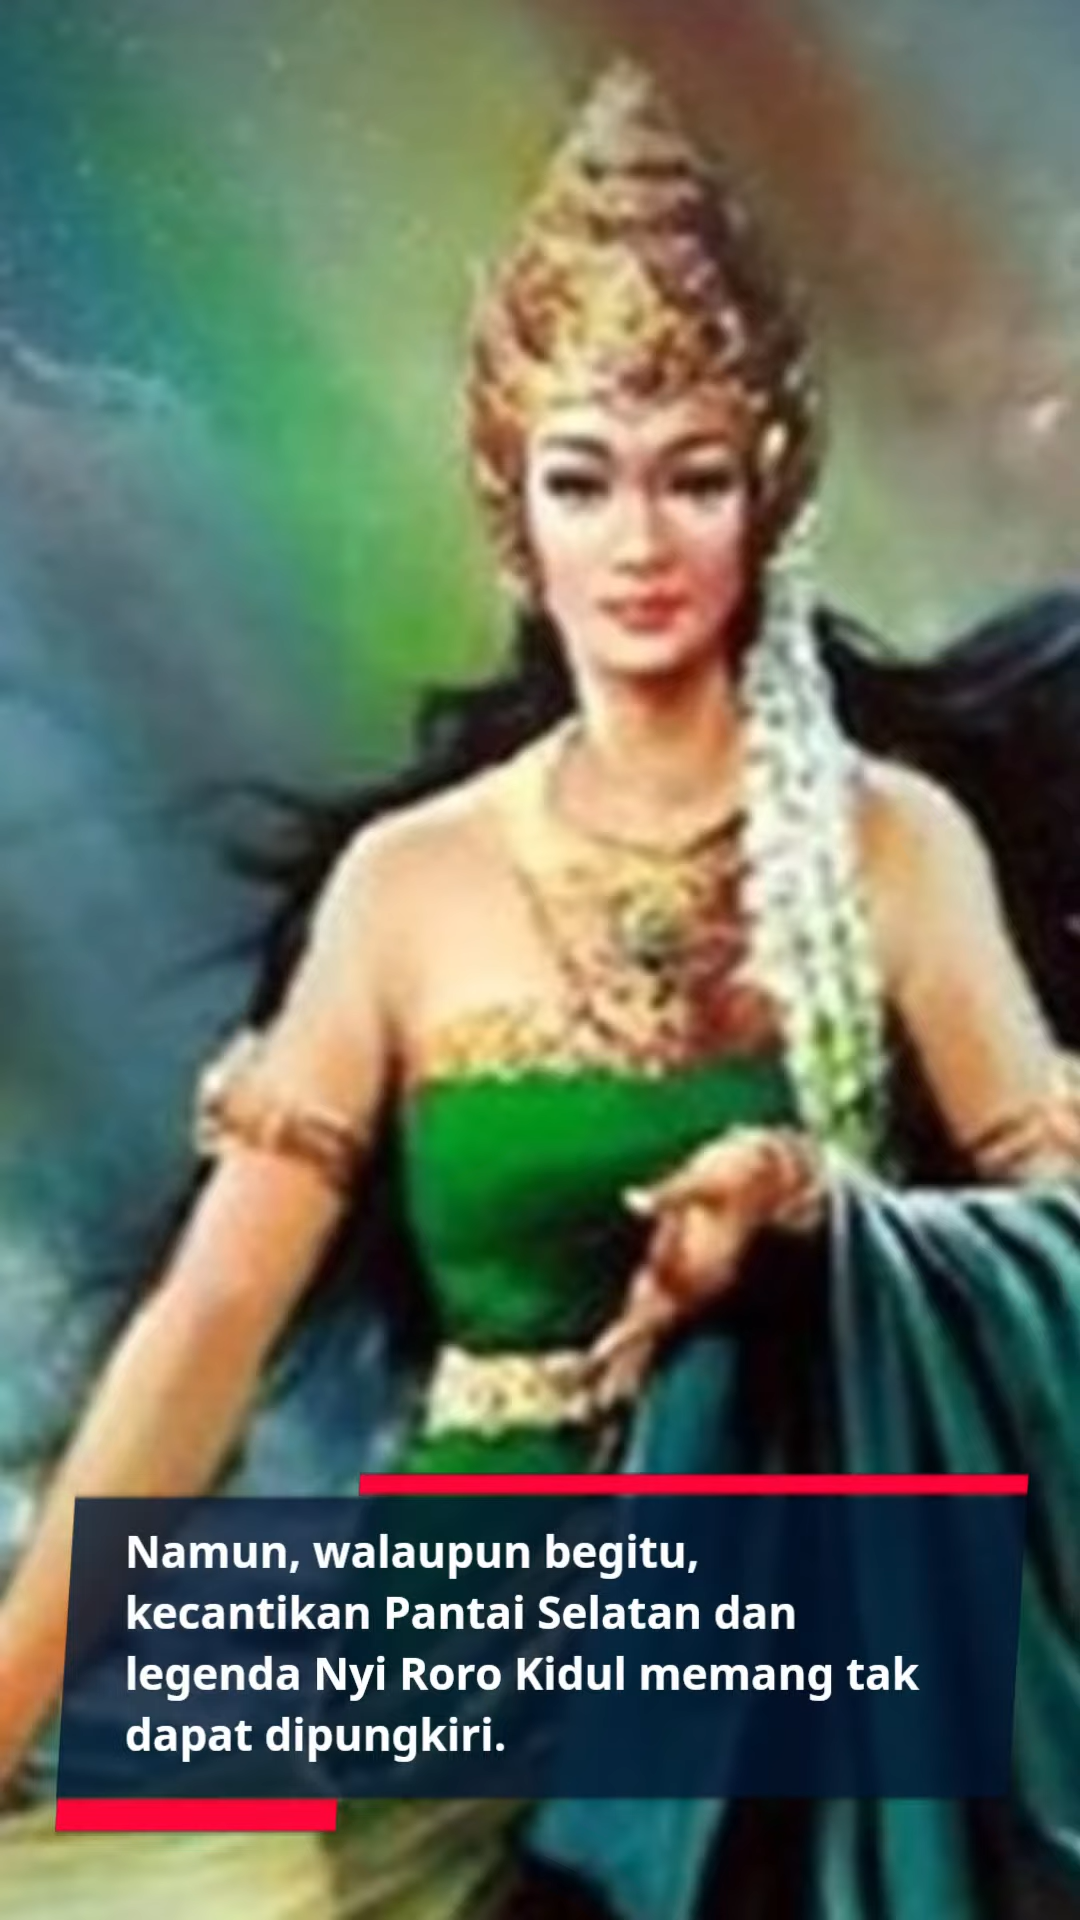 Namun, walaupun begitu,
kecantikan Pantai Selatan dan
legenda Nyi Roro Kidul memang tak
dapat dipungkiri.